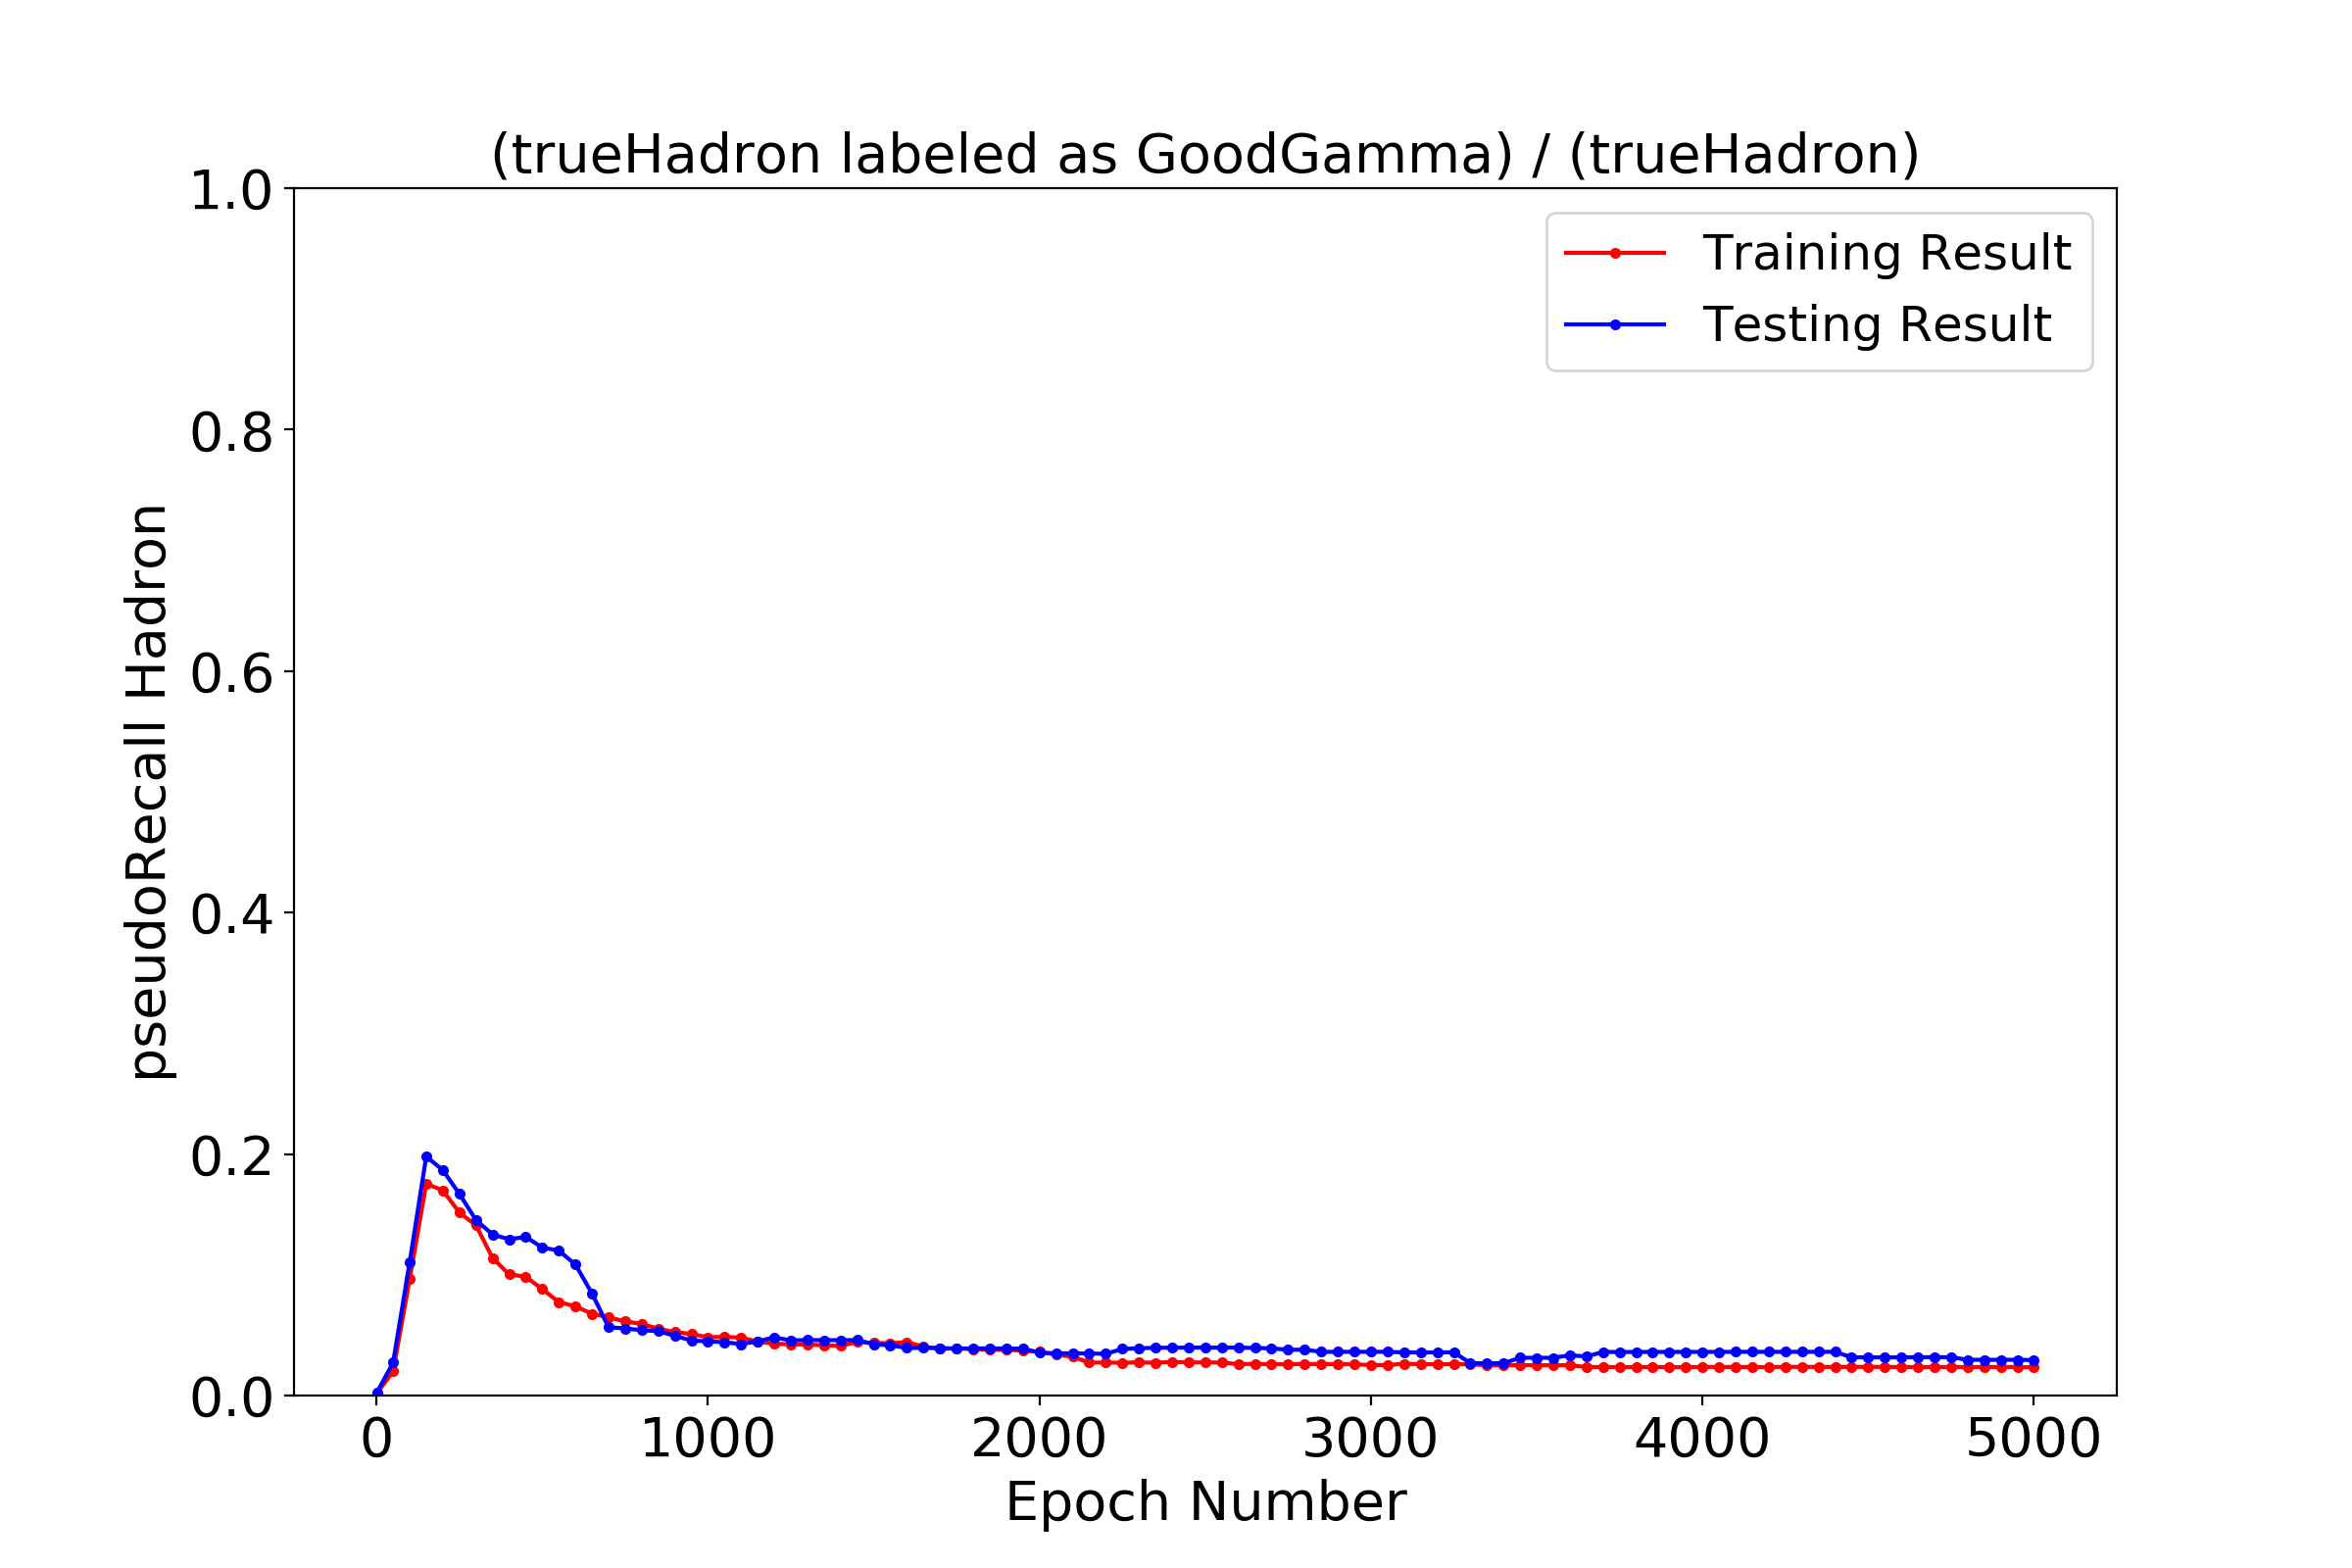 (trueHadron labeled as GoodGamma) / (trueHadron)
1.0
0.8
0.6
0.4
0.2
0.0
pseudoRecall Hadron
Training Result
Testing Result
0 1000 2000 3000 4000 5000
Epoch Number